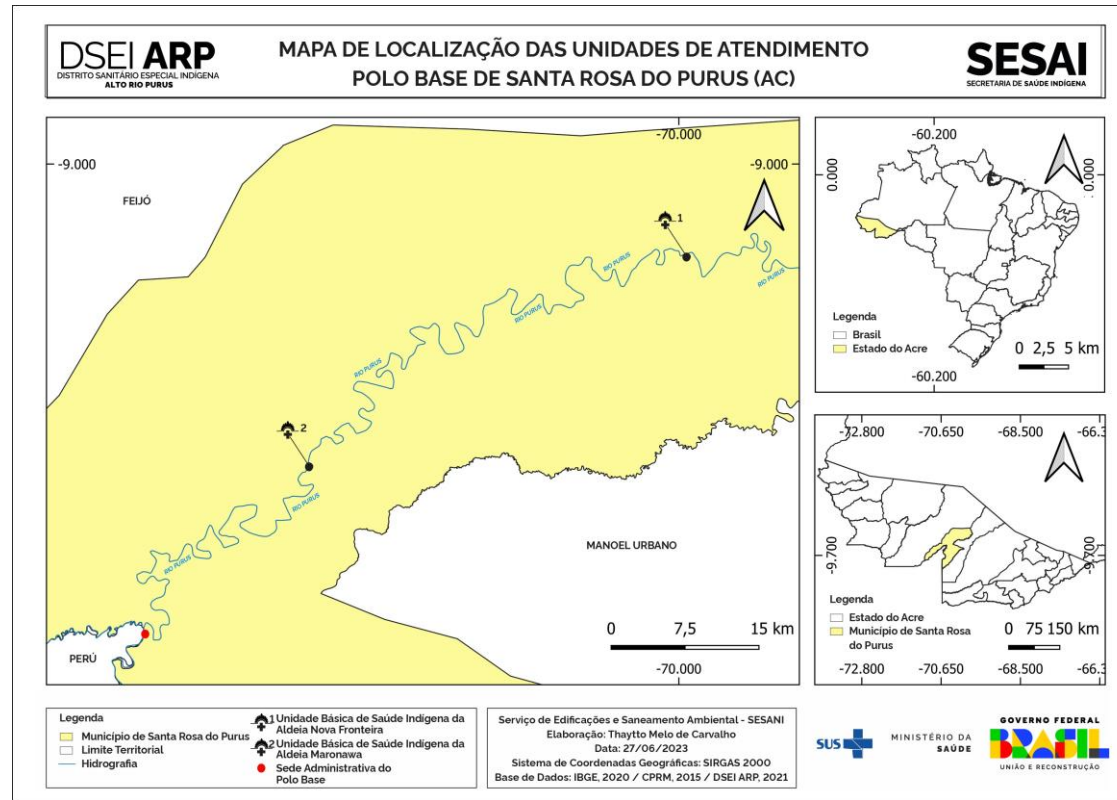 DSEI ARP
DISTRITO SANITÁRIO ESPECIAL INDÍGENA
ALTO RIO PURUS
MAPA DE LOCALIZAÇÃO DAS UNIDADES DE ATENDIMENTO
POLO BASE DE SANTA ROSA DO PURUS (AC)
SESAI
SECRETARIA DE SAÚDE INDÍGENA
-70.000
-9.000
-9.000
FEIJÓ
1
RIO PURUS
RIO PURUS
RIO PURUS
RIO PURUS
2
RIO PURUS
RIO PURUS
MANOEL URBANO
PERÚ
0 7,5 15 km
-70.000
-60.200
0.000
0.000
Legenda
Brasil
Estado do Acre
0 2,5 5 km
-60.200
-72.800 -70.650 -68.500 -66.3
-9.700
-9.700
Legenda
Estado do Acre
Município de Santa Rosa
do Purus
0 75 150 km
-72.800 -70.650 -68.500 -66.3
Legenda
Município de Santa Rosa do Purus
Limite Territorial
Hidrografia
1 Unidade Básica de Saúde Indígena da
Aldeia Nova Fronteira
2 Unidade Básica de Saúde Indígena da
Aldeia Maronawa
Sede Administrativa do
Polo Base
Serviço de Edificações e Saneamento Ambiental - SESANI
Elaboração: Thaytto Melo de Carvalho
Data: 27/06/2023
Sistema de Coordenadas Geográficas: SIRGAS 2000
Base de Dados: IBGE, 2020 / CPRM, 2015 / DSEI ARP, 2021
SUS
MINISTÉRIO DA
SAÚDE
GOVERNO FEDERAL
BRASIL
UNIÃO E RECONSTRUÇÃO